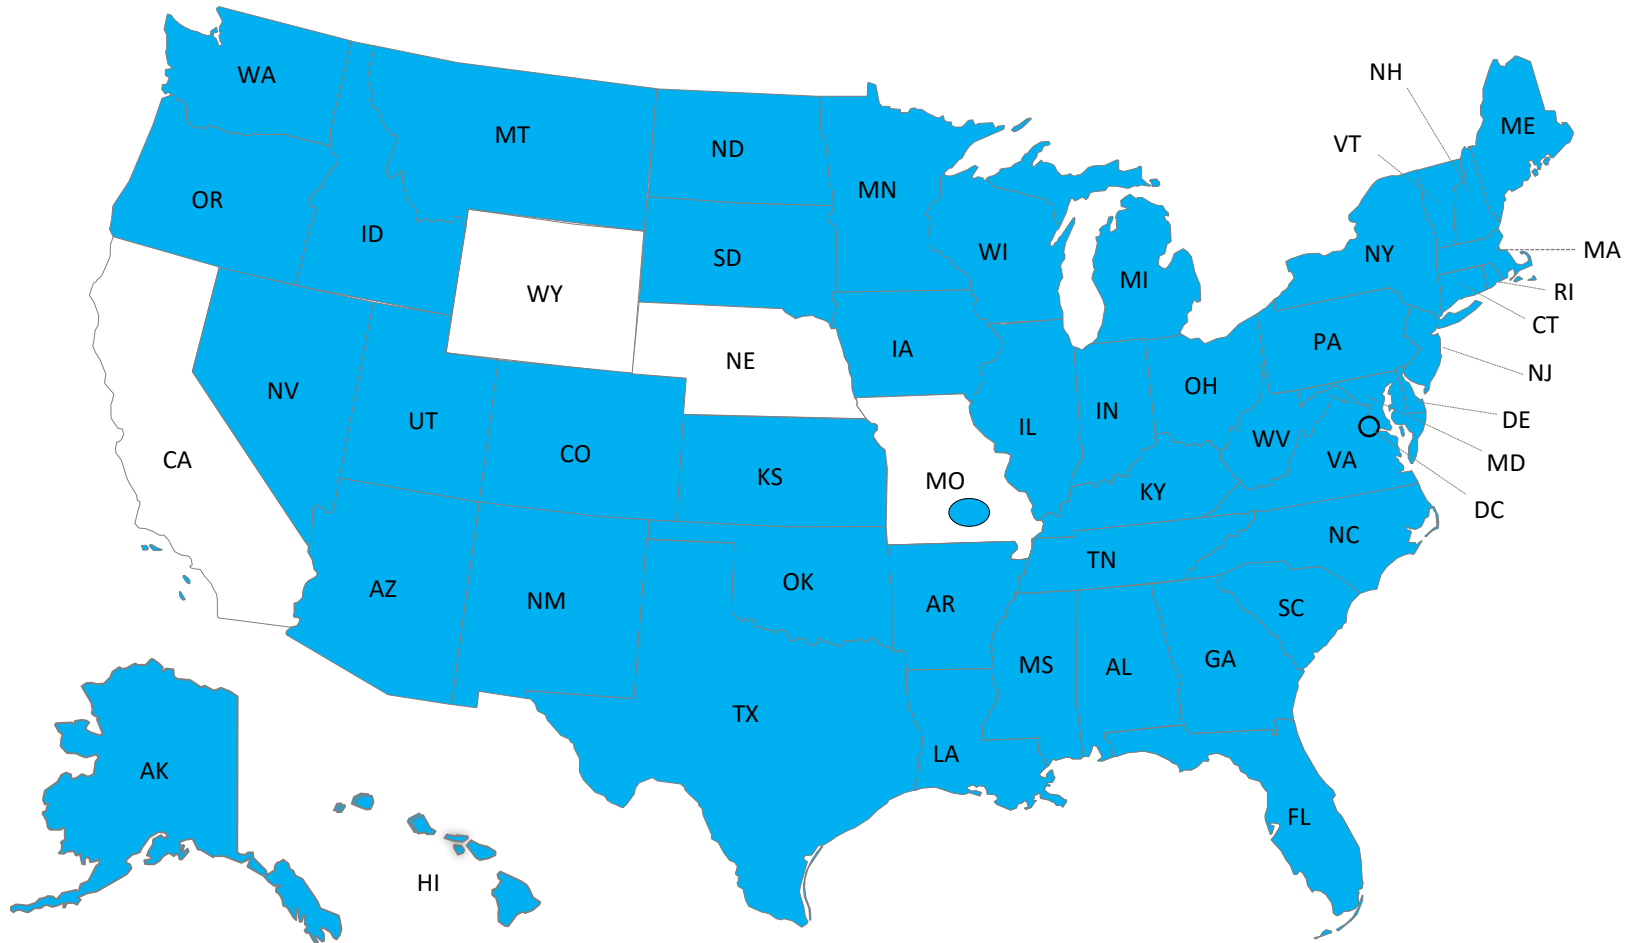 NH
WA
ME
MT
VT
ND
MN
OR
ID
WI
NY
MA
SD
MI
WY
RI
CT
PA
IA
NE
NJ
OH
NV
IN
UT
DE
IL
WV
CO
CA
VA
MD
KS
MO
KY
DC
NC
TN
OK
AZ
NM
AR
SC
GA
MS
AL
TX
LA
AK
FL
HI